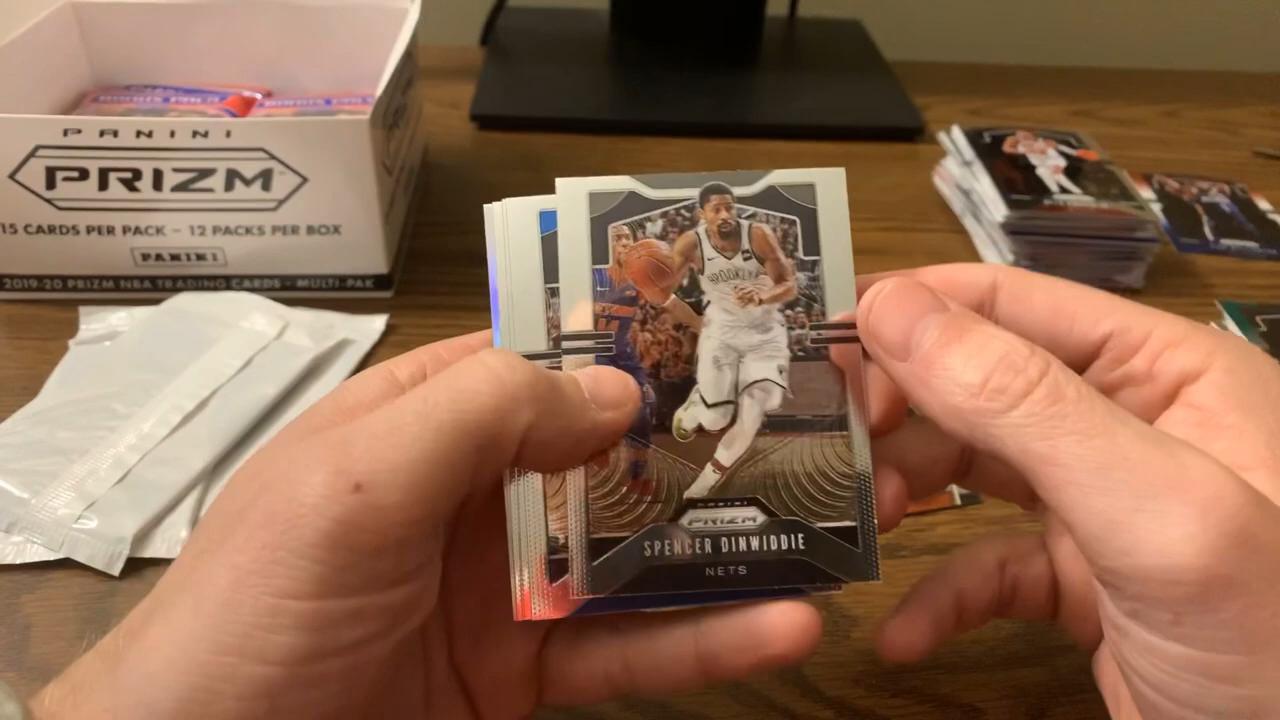 PANINI
PRIZM
15 CARDS PER PACK - 12 PACKS PER BOX
PANINI
2019-20 PRIZM NBA TRADING CARDS - MULTI-PAK
BROOKLYN
PANINI
PRIZM
SPENCER DINWIDDIE
NETS